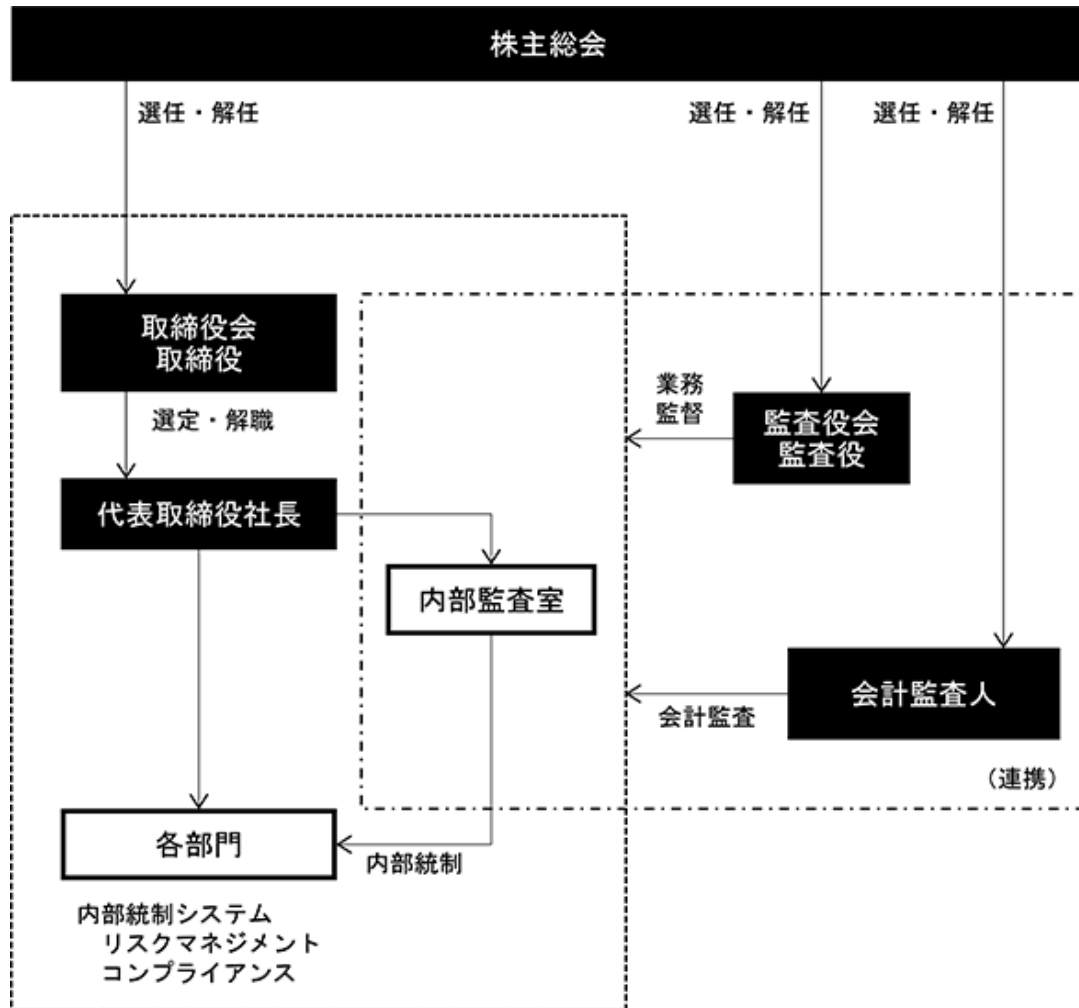 株主総会
選任・解任
選任・解任
選任・解任
取締役会
取締役
選定・解職
業務
監督
監査役会
監査役
代表取締役社長
内部監査室
会計監査人
会計監査
（連携）
各部門
内部統制
内部統制システム
リスクマネジメント
コンプライアンス